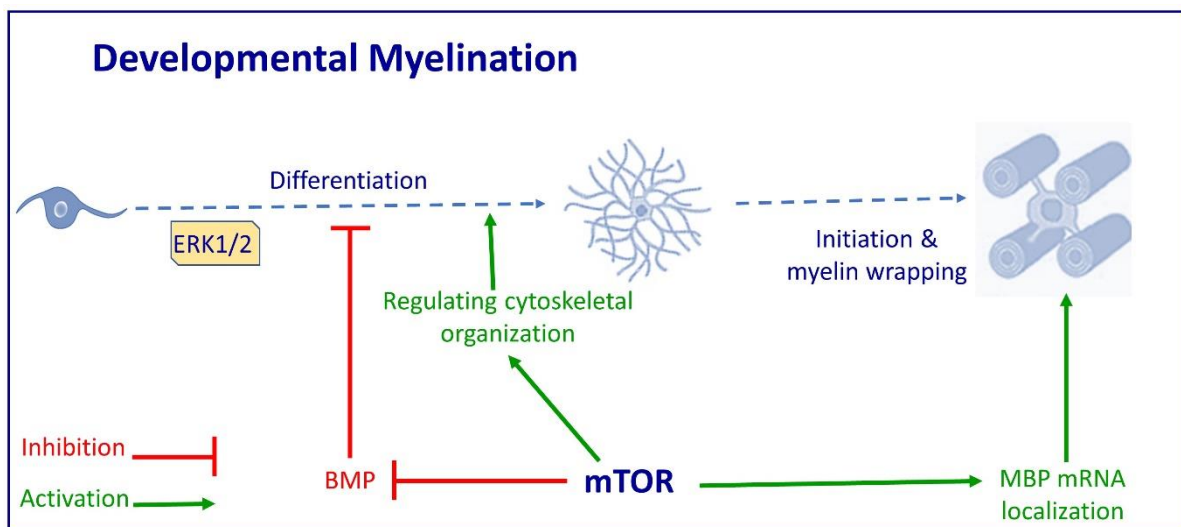 Developmental Myelination
Differentiation
ERK1/2
Initiation &
myelin wrapping
Regulating cytoskeletal
organization
Inhibition
Activation
BMP
mTOR
MBP mRNA
localization